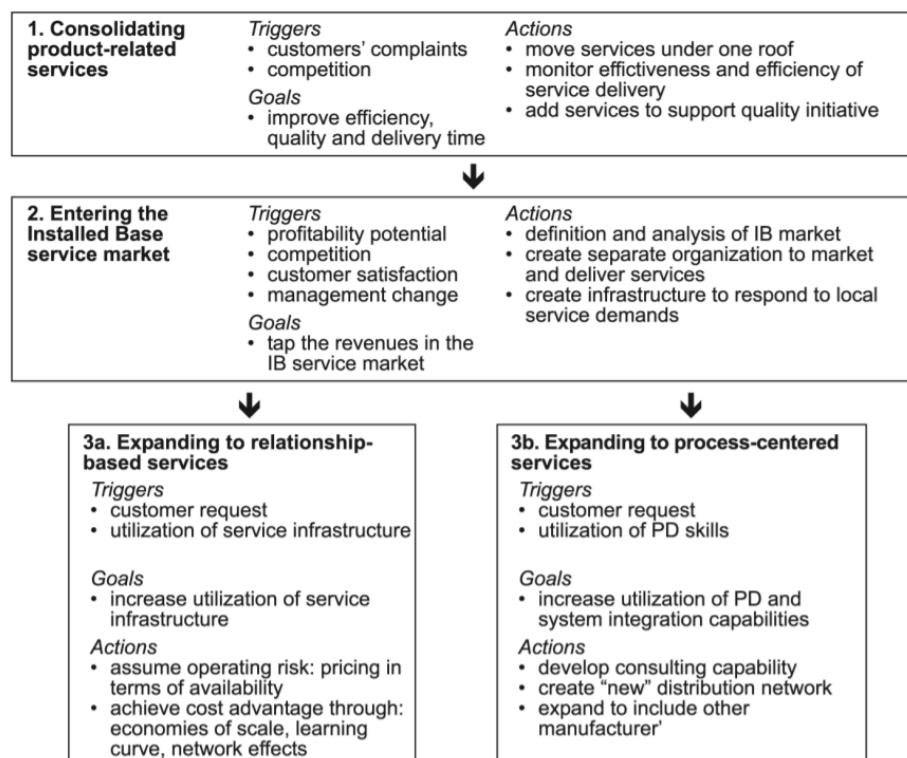 1. Consolidating
product-related
services
Triggers
• customers’ complaints
• competition
Goals
• improve efficiency,
quality and delivery time
Actions
• move services under one roof
• monitor effictiveness and efficiency of
service delivery
• add services to support quality initiative
2. Entering the
Installed Base
service market
Triggers
• profitability potential
• competition
• customer satisfaction
• management change
Goals
• tap the revenues in the
IB service market
Actions
• definition and analysis of IB market
• create separate organization to market
and deliver services
• create infrastructure to respond to local
service demands
3a. Expanding to relationship-
based services
Triggers
• customer request
• utilization of service infrastructure
Goals
• increase utilization of service
infrastructure
Actions
• assume operating risk: pricing in
terms of availability
• achieve cost advantage through:
economies of scale, learning
curve, network effects
3b. Expanding to process-centered
services
Triggers
• customer request
• utilization of PD skills
Goals
• increase utilization of PD and
system integration capabilities
Actions
• develop consulting capability
• create “new” distribution network
• expand to include other
manufacturer’